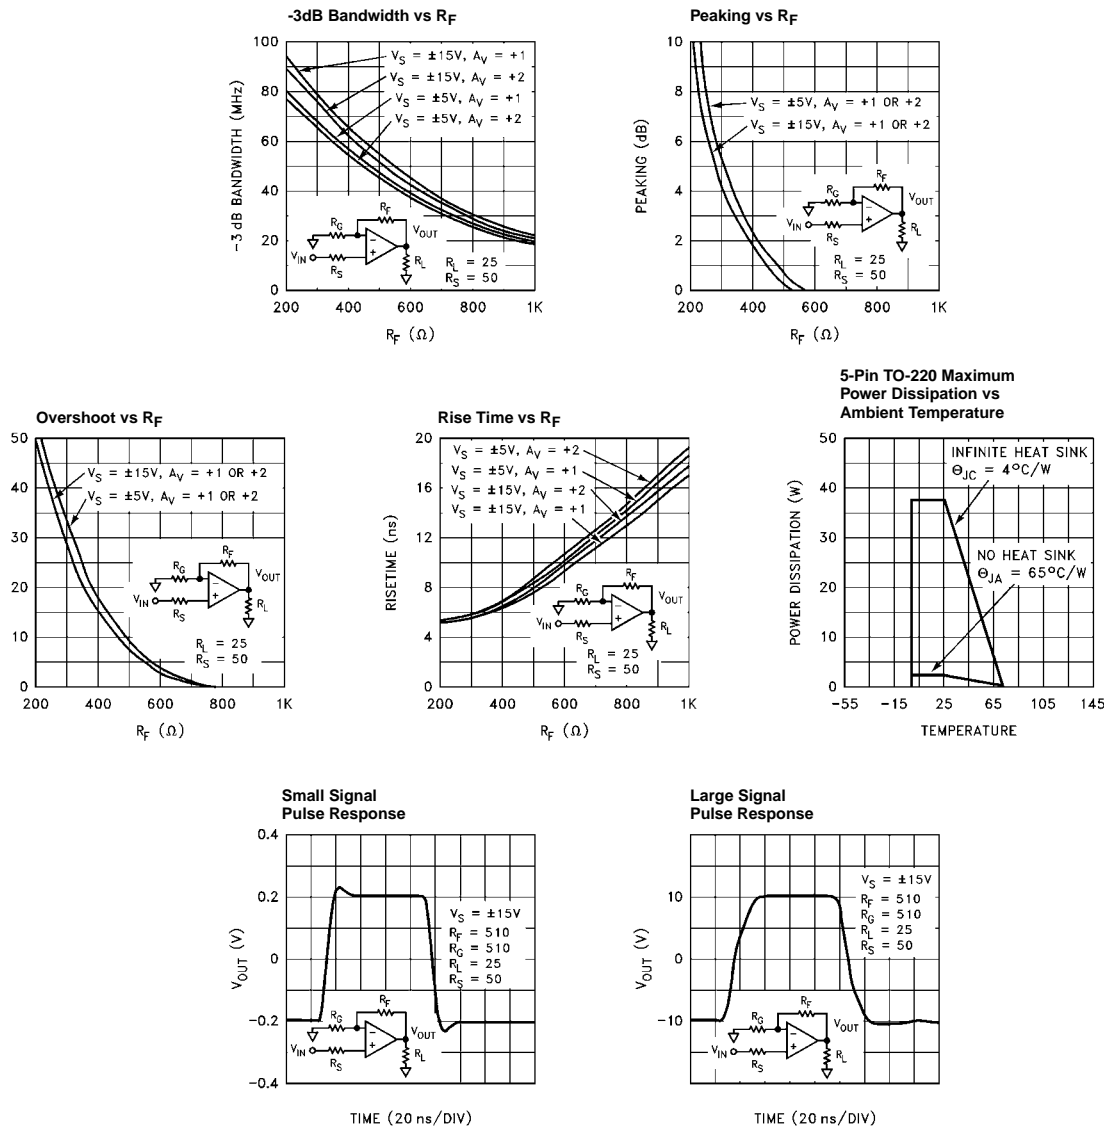 -3dB Bandwidth vs RF
100
80
60
40
20
0
-3 dB BANDWIDTH (MHz)
VS = ±15V, AV = +1
VS = ±15V, AV = +2
VS = ±5V, AV = +1
VS = ±5V, AV = +2
RG
RF
VOUT
VIN
RS
RL
RL = 25
RS = 50
200 400 600 800 1K
RF (Ω)
Peaking vs RF
10
8
6
4
2
0
PEAKING (dB)
VS = ±5V, AV = +1 OR +2
VS = ±15V, AV = +1 OR +2
RG
RF
VOUT
VIN
RS
RL
RL = 25
RS = 50
200 400 600 800 1K
RF (Ω)
Overshoot vs RF
50
40
30
20
10
0
VS = ±15V, AV = +1 OR +2
VS = ±5V, AV = +1 OR +2
RG
RF
VOUT
VIN
RS
RL
RL = 25
RS = 50
200 400 600 800 1K
RF (Ω)
Rise Time vs RF
20
16
12
8
4
0
RISETIME (ns)
VS = ±5V, AV = +2
VS = ±5V, AV = +1
VS = ±15V, AV = +2
VS = ±15V, AV = +1
RG
RF
VOUT
VIN
RS
RL
RL = 25
RS = 50
200 400 600 800 1K
RF (Ω)
5-Pin TO-220 Maximum
Power Dissipation vs
Ambient Temperature
50
40
30
20
10
0
POWER DISSIPATION (W)
INFINITE HEAT SINK
ΘJC = 4°C/W
NO HEAT SINK
ΘJA = 65°C/W
-55 -15 25 65 105 145
TEMPERATURE
Small Signal
Pulse Response
0.4
0.2
0
-0.2
-0.4
VOUT (V)
VS = ±15V
RF = 510
RG = 510
RL = 25
RS = 50
RG
RF
VOUT
VIN
RS
RL
TIME (20 ns/DIV)
Large Signal
Pulse Response
10
0
-10
VOUT (V)
VS = ±15V
RF = 510
RG = 510
RL = 25
RS = 50
RG
RF
VOUT
VIN
RS
RL
TIME (20 ns/DIV)